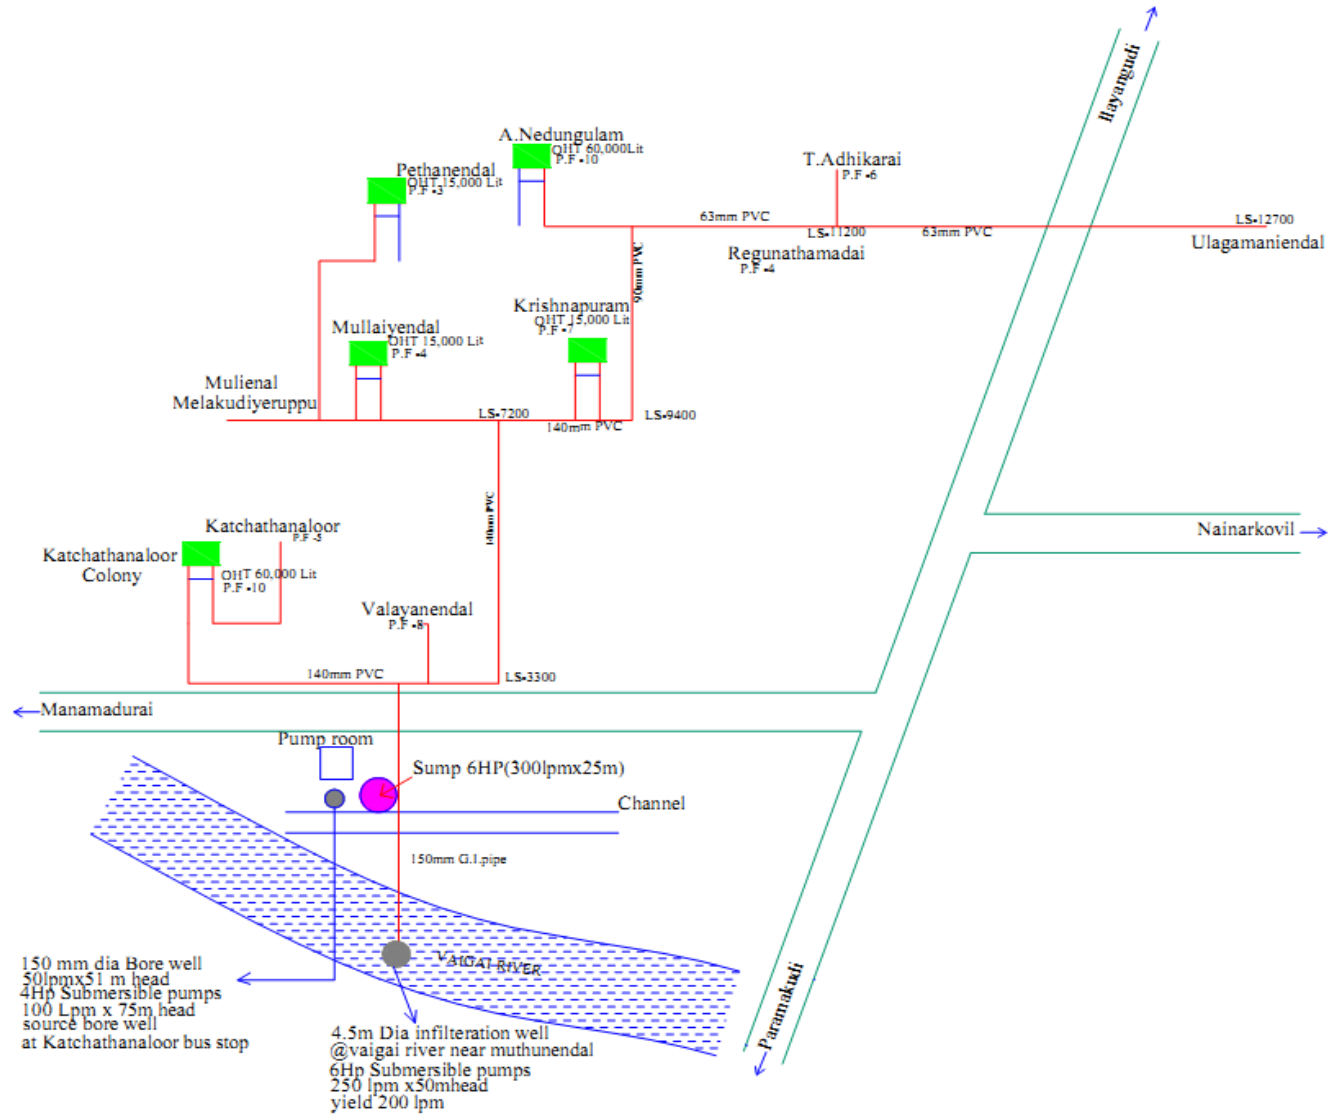 Ilayangudi
A.Nedungulam
OHT 60,000Lit
P.F -10
T.Adhikarai
P.F -6
Pethanendal
OHT 15,000 Lit
P.F -3
63mm PVC
LS-11200
63mm PVC
LS-12700
Ulagamaniendal
Regunathamadai
P.F -4
90mm PVC
Krishnapuram
OHT 15,000 Lit
P.F -7
Mullaiyendal
OHT 15,000 Lit
P.F -4
Mulienal
Melakudiyeruppu
LS-7200
140mm PVC
LS-9400
140mm PVC
Katchathanaloor
P.F -5
Katchathanaloor
Colony
OHT 60,000 Lit
P.F -10
Nainarkovil
Valayanendal
P.F -8
140mm PVC
LS-3300
Manamadurai
Pump room
Sump 6HP(300lpmx25m)
Channel
150mm G.I.pipe
VAIGAI RIVER
Paramakudi
150 mm dia Bore well
50lpmx51 m head
4Hp Submersible pumps
100 Lpm x 75m head
source bore well
at Katchathanaloor bus stop
4.5m Dia infilteration well
@vaigai river near muthunendal
6Hp Submersible pumps
250 lpm x50mhead
yield 200 lpm